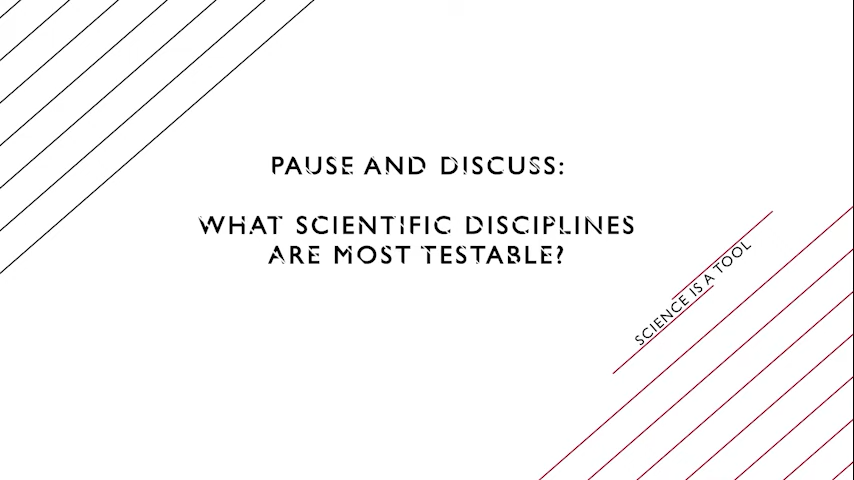 PAUSE AND DISCUSS:
WHAT SCIENTIFIC DISCIPLINES
ARE MOST TESTABLE?
SCIENCE IS A TOOL